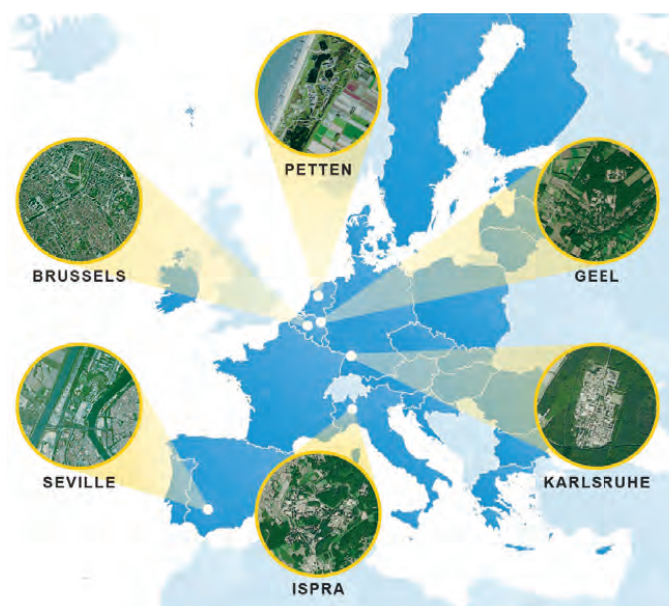 PETTEN
BRUSSELS
GEEL
SEVILLE
KARLSRUHE
ISPRA